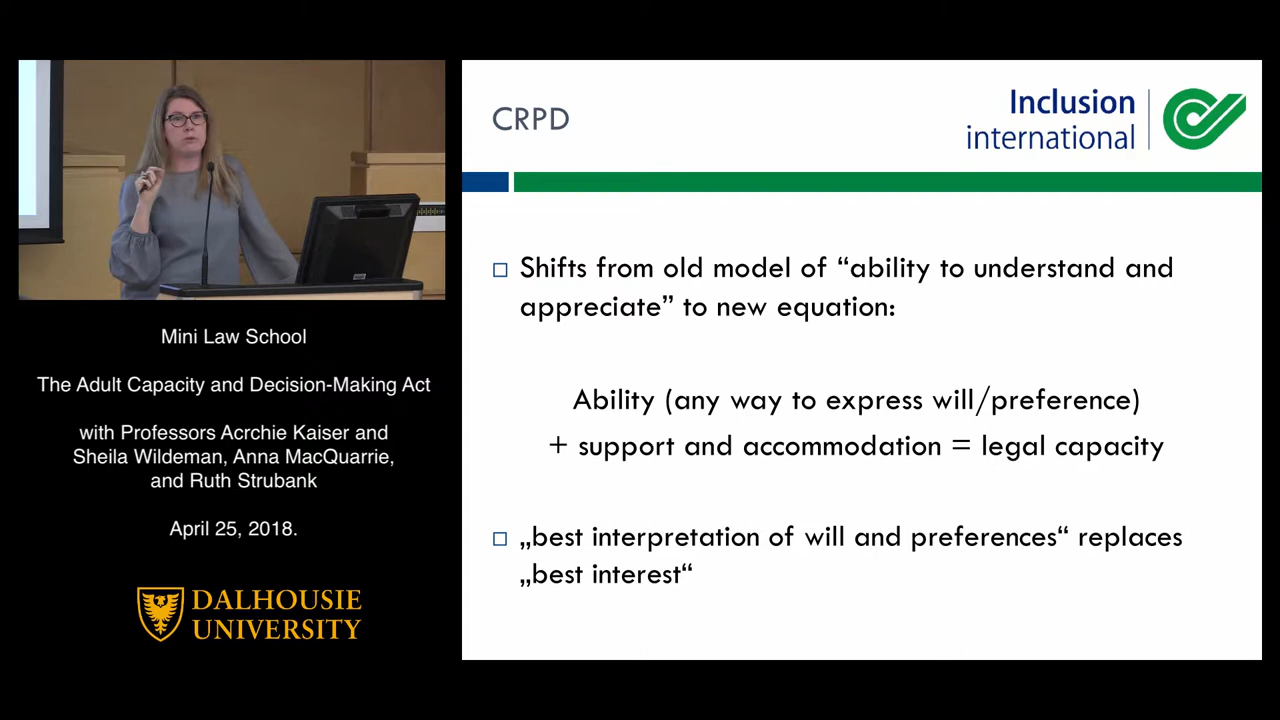 Mini Law School
The Adult Capacity and Decision-Making Act
with Professors Acrchie Kaiser and
Sheila Wildeman, Anna MacQuarrie,
and Ruth Strubank
April 25, 2018.
DALHOUSIE
UNIVERSITY
CRPD
Inclusion
international
Shifts from old model of “ability to understand and
appreciate” to new equation:
Ability (any way to express will/preference)
+ support and accommodation = legal capacity
„best interpretation of will and preferences“ replaces
„best interest“